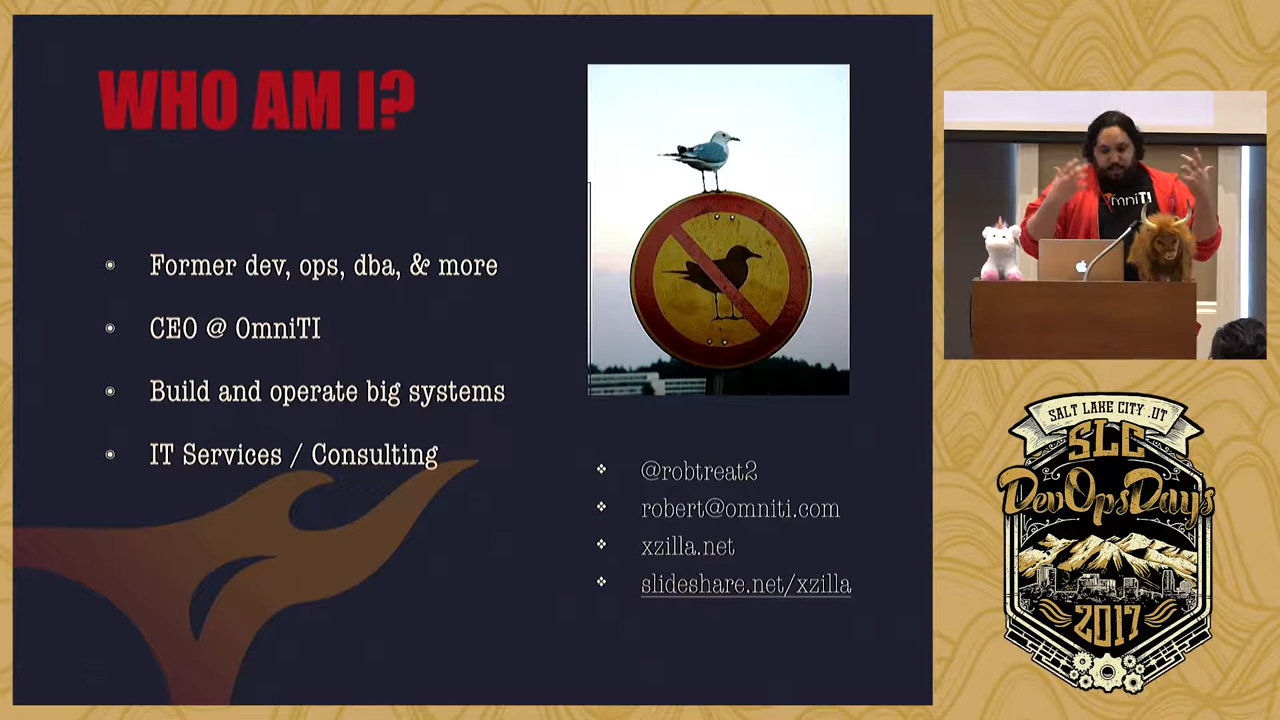 WHO AM I?
Former dev, ops, dba, & more
CEO @ OmniTI
Build and operate big systems
IT Services / Consulting
@robtreat2
robert@omniti.com
xzilla.net
slideshare.net/xzilla
OmniTI
SALT LAKE CITY .UT
SLC
DevOpsDays
2017